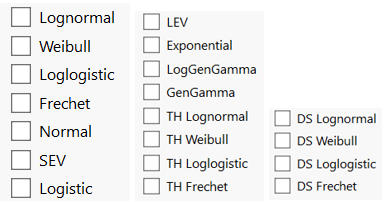 Lognormal
Weibull
Loglogistic
Frechet
Normal
SEV
Logistic
LEV
Exponential
LogGenGamma
GenGamma
TH Lognormal
TH Weibull
TH Loglogistic
TH Frechet
DS Lognormal
DS Weibull
DS Loglogistic
DS Frechet